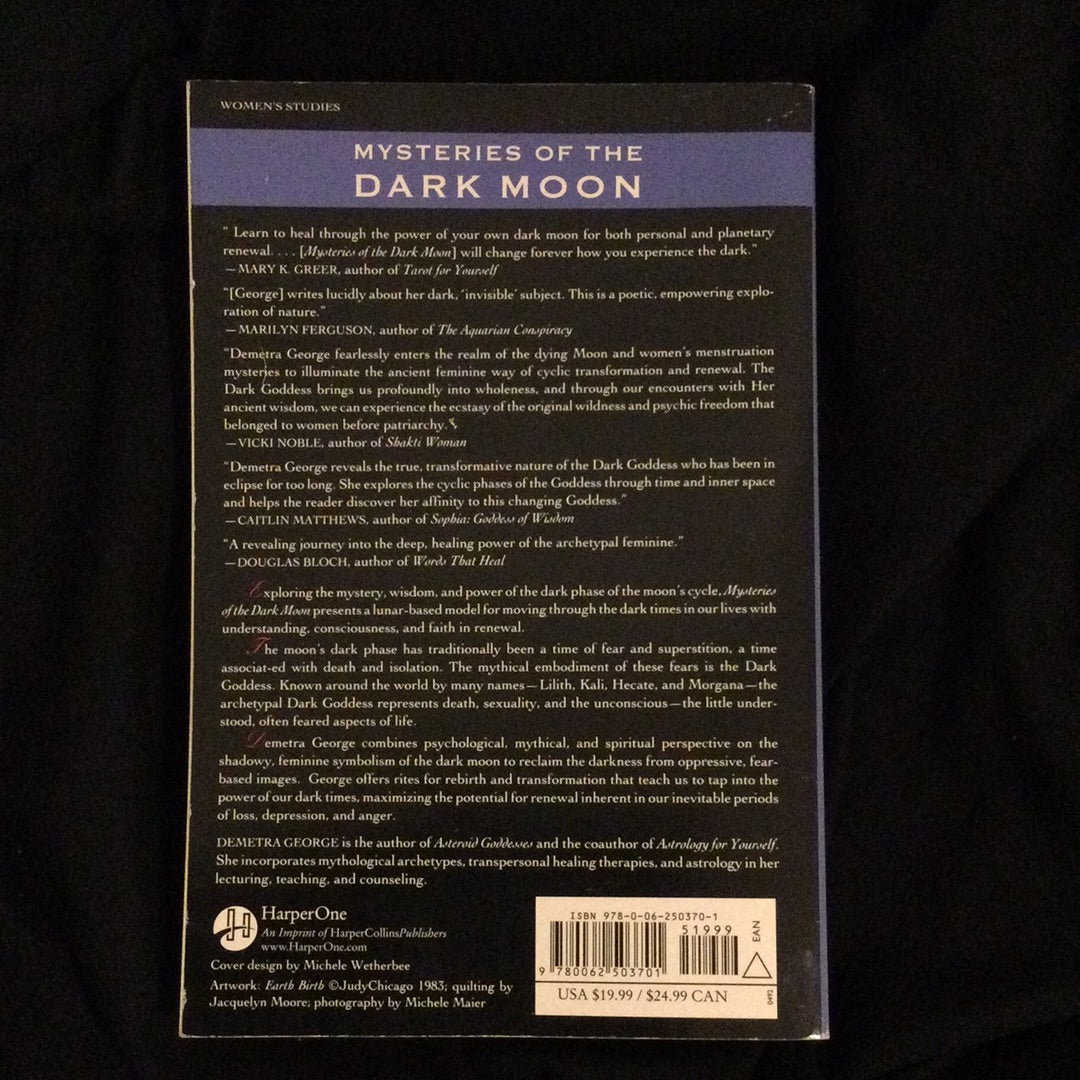 WOMEN'S STUDIES
MYSTERIES OF THE
DARK MOON
" Learn to heal through the power of your own dark moon for both personal and planetary
renewal. . . . [Mysteries of the Dark Moon] will change forever how you experience the dark."
—MARY K. GREER, author of Tarot for Yourself
"[George] writes lucidly about her dark, 'invisible' subject. This is a poetic, empowering explo-
ration of nature."
—MARILYN FERGUSON, author of The Aquarian Conspiracy
"Demetra George fearlessly enters the realm of the dying Moon and women's menstruation
mysteries to illuminate the ancient feminine way of cyclic transformation and renewal. The
Dark Goddess brings us profoundly into wholeness, and through our encounters with Her
ancient wisdom, we can experience the ecstasy of the original wildness and psychic freedom that
belonged to women before patriarchy."
—VICKI NOBLE, author of Shakti Woman
"Demetra George reveals the true, transformative nature of the Dark Goddess who has been in
eclipse for too long. She explores the cyclic phases of the Goddess through time and inner space
and helps the reader discover her affinity to this changing Goddess."
—CAITLIN MATTHEWS, author of Sophia: Goddess of Wisdom
"A revealing journey into the deep, healing power of the archetypal feminine."
—DOUGLAS BLOCH, author of Words That Heal
Exploring the mystery, wisdom, and power of the dark phase of the moon's cycle, Mysteries
of the Dark Moon presents a lunar-based model for moving through the dark times in our lives with
understanding, consciousness, and faith in renewal.
The moon's dark phase has traditionally been a time of fear and superstition, a time
associat-ed with death and isolation. The mythical embodiment of these fears is the Dark
Goddess. Known around the world by many names—Lilith, Kali, Hecate, and Morgana—the
archetypal Dark Goddess represents death, sexuality, and the unconscious—the little under-
stood, often feared aspects of life.
Demetra George combines psychological, mythical, and spiritual perspective on the
shadowy, feminine symbolism of the dark moon to reclaim the darkness from oppressive, fear-
based images. George offers rites for rebirth and transformation that teach us to tap into the
power of our dark times, maximizing the potential for renewal inherent in our inevitable periods
of loss, depression, and anger.
DEMETRA GEORGE is the author of Asteroid Goddesses and the coauthor of Astrology for Yourself.
She incorporates mythological archetypes, transpersonal healing therapies, and astrology in her
lecturing, teaching, and counseling.
HarperOne
An Imprint of HarperCollinsPublishers
www.HarperOne.com
Cover design by Michele Wetherbee
Artwork: Earth Birth ©JudyChicago 1983; quilting by
Jacquelyn Moore; photography by Michele Maier
ISBN 978-0-06-250370-1
51999
EAN
9 780062 503701
0492
USA $19.99 / $24.99 CAN